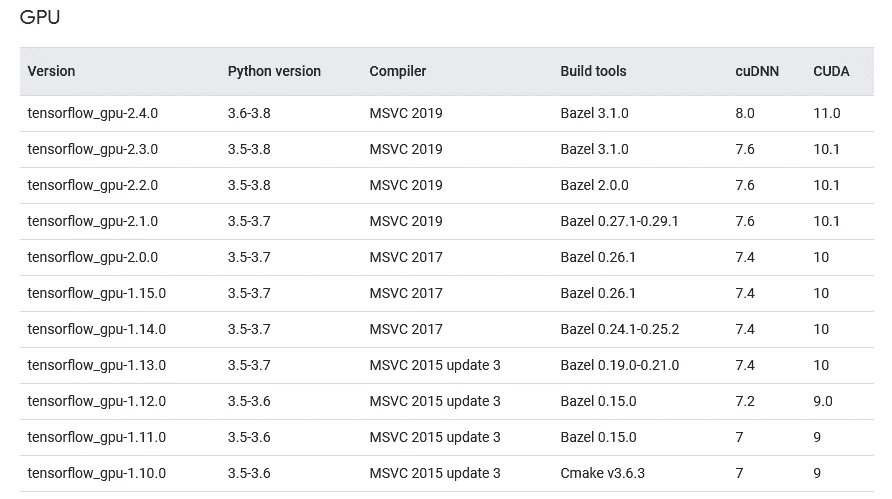 GPU
Version Python version Compiler Build tools cuDNN CUDA
tensorflow_gpu-2.4.0 3.6-3.8 MSVC 2019 Bazel 3.1.0 8.0 11.0
tensorflow_gpu-2.3.0 3.5-3.8 MSVC 2019 Bazel 3.1.0 7.6 10.1
tensorflow_gpu-2.2.0 3.5-3.8 MSVC 2019 Bazel 2.0.0 7.6 10.1
tensorflow_gpu-2.1.0 3.5-3.7 MSVC 2019 Bazel 0.27.1-0.29.1 7.6 10.1
tensorflow_gpu-2.0.0 3.5-3.7 MSVC 2017 Bazel 0.26.1 7.4 10
tensorflow_gpu-1.15.0 3.5-3.7 MSVC 2017 Bazel 0.26.1 7.4 10
tensorflow_gpu-1.14.0 3.5-3.7 MSVC 2017 Bazel 0.24.1-0.25.2 7.4 10
tensorflow_gpu-1.13.0 3.5-3.7 MSVC 2015 update 3 Bazel 0.19.0-0.21.0 7.4 10
tensorflow_gpu-1.12.0 3.5-3.6 MSVC 2015 update 3 Bazel 0.15.0 7.2 9.0
tensorflow_gpu-1.11.0 3.5-3.6 MSVC 2015 update 3 Bazel 0.15.0 7 9
tensorflow_gpu-1.10.0 3.5-3.6 MSVC 2015 update 3 Cmake v3.6.3 7 9